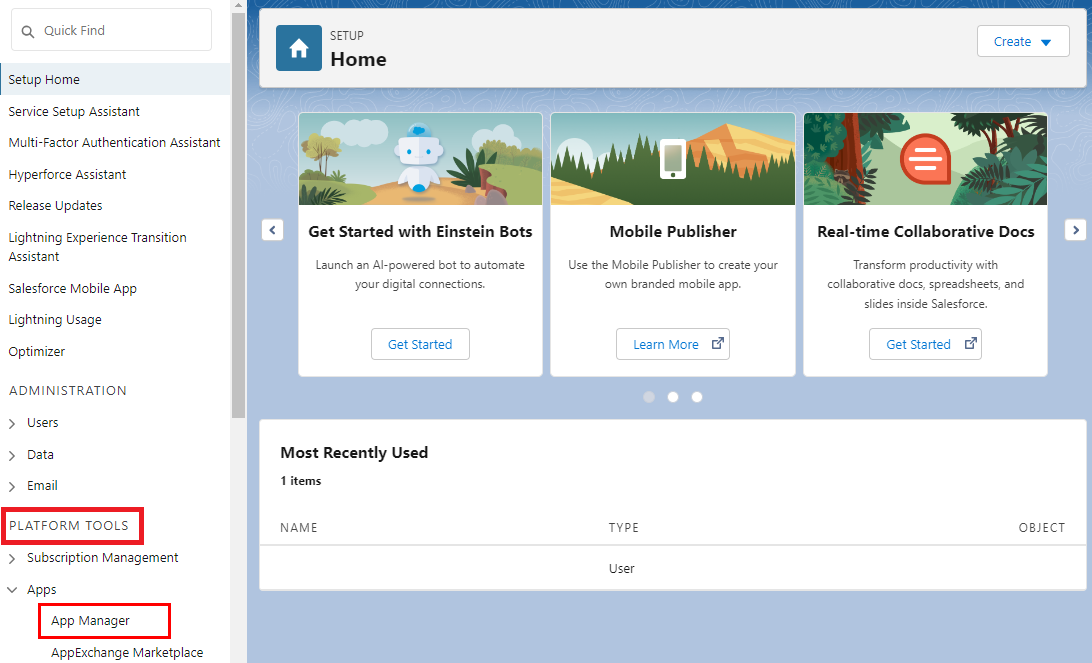 Quick Find
Setup Home
Service Setup Assistant
Multi-Factor Authentication Assistant
Hyperforce Assistant
Release Updates
Lightning Experience Transition
Assistant
Salesforce Mobile App
Lightning Usage
Optimizer
ADMINISTRATION
Users
Data
Email
PLATFORM TOOLS
Subscription Management
Apps
App Manager
AppExchange Marketplace
SETUP
Home
Create
Get Started with Einstein Bots
Launch an AI-powered bot to automate
your digital connections.
Get Started
Mobile Publisher
Use the Mobile Publisher to create your
own branded mobile app.
Learn More
Real-time Collaborative Docs
Transform productivity with
collaborative docs, spreadsheets, and
slides inside Salesforce.
Get Started
Most Recently Used
1 items
NAME TYPE OBJECT
User